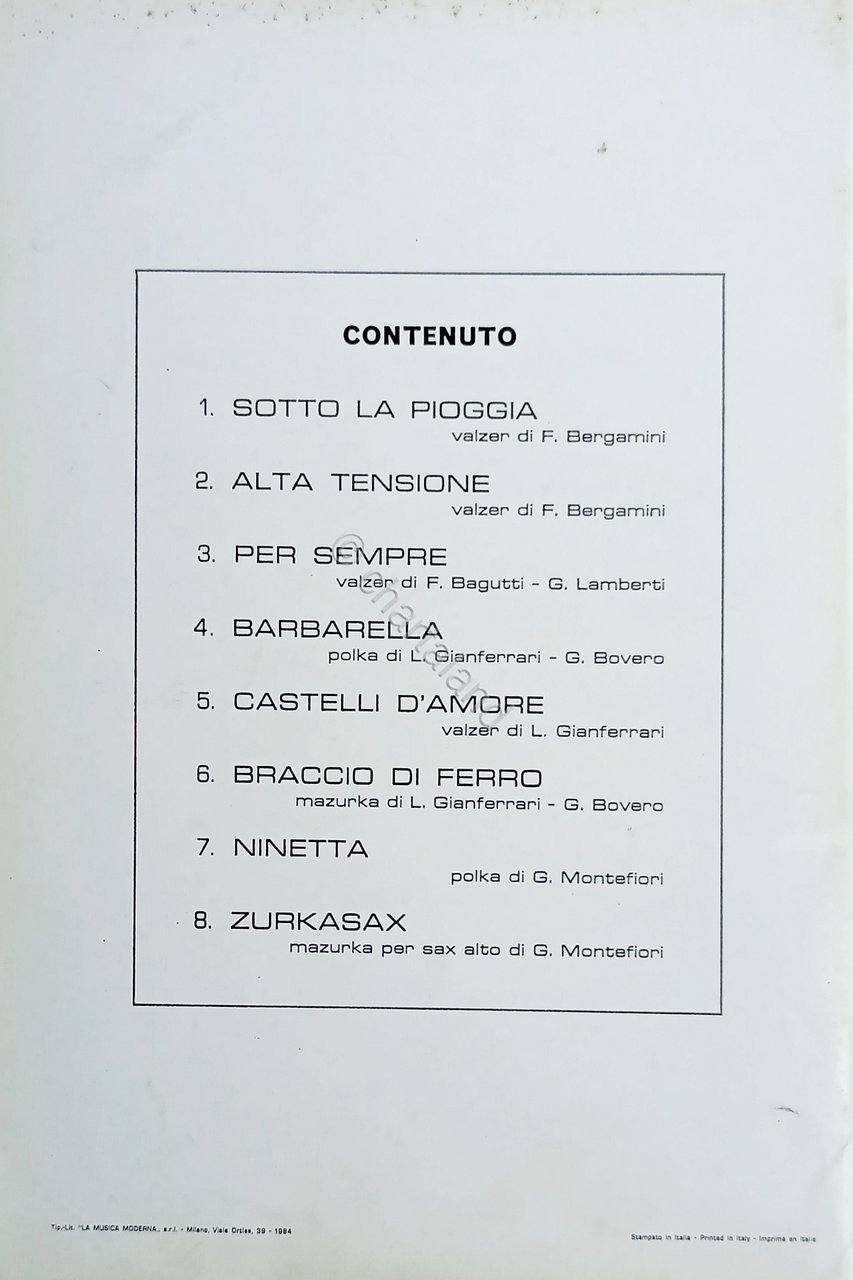 CONTENUTO
1. SOTTO LA PIOGGIA
valzer di F. Bergamini
2. ALTA TENSIONE
valzer di F. Bergamini
3. PER SEMPRE
valzer di F. Bagutti - G. Lamberti
4. BARBARELLA
polka di L. Gianferrari - G. Bovero
5. CASTELLI D'AMORE
valzer di L. Gianferrari
6. BRACCIO DI FERRO
mazurka di L. Gianferrari - G. Bovero
7. NINETTA
polka di G. Montefiori
8. ZURKASAX
mazurka per sax alto di G. Montefiori
© chartaland
Tip.-Lit. "LA MUSICA MODERNA" s.r.l. - Milano, Viale Ortles, 39 - 1984
Stampato in Italia - Printed in Italy - Imprimé en Italie